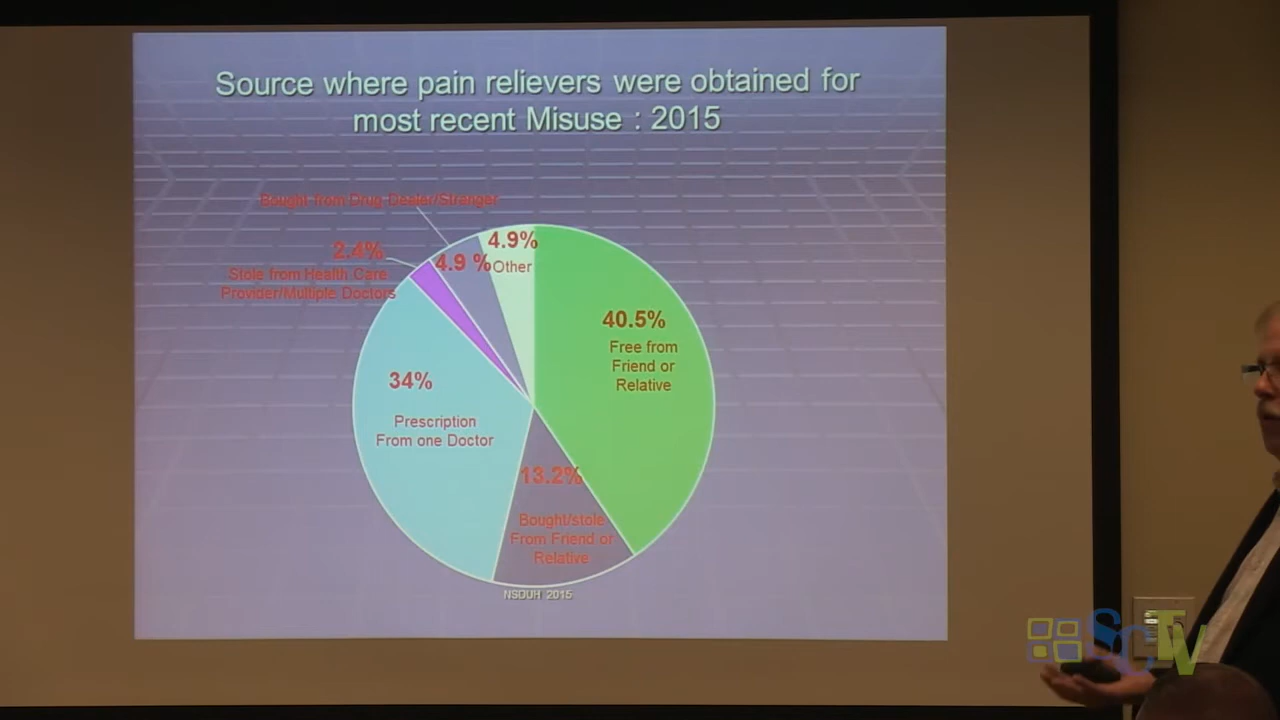 Source where pain relievers were obtained for
most recent Misuse : 2015
Bought from Drug Dealer/Stranger
4.9%
Other
4.9 %
2.4%
Stole from Health Care
Provider/Multiple Doctors
40.5%
Free from
Friend or
Relative
34%
Prescription
From one Doctor
13.2%
Bought/stole
From Friend or
Relative
NSDUH 2015
SCTV